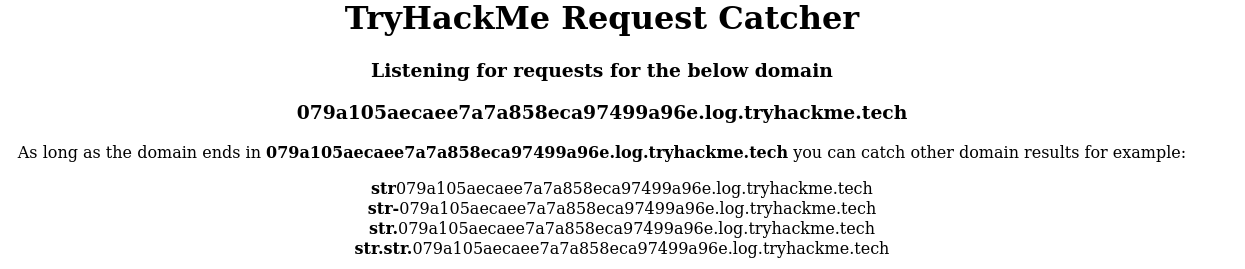 TryHackMe Request Catcher
Listening for requests for the below domain
079a105aecaee7a7a858eca97499a96e.log.tryhackme.tech
As long as the domain ends in 079a105aecaee7a7a858eca97499a96e.log.tryhackme.tech you can catch other domain results for example:
str079a105aecaee7a7a858eca97499a96e.log.tryhackme.tech
str-079a105aecaee7a7a858eca97499a96e.log.tryhackme.tech
str.079a105aecaee7a7a858eca97499a96e.log.tryhackme.tech
str.str.079a105aecaee7a7a858eca97499a96e.log.tryhackme.tech